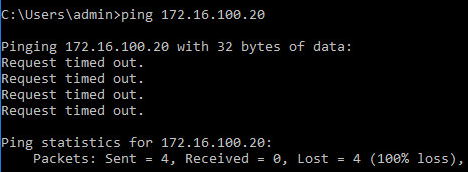 C:\Users\admin>ping 172.16.100.20
Pinging 172.16.100.20 with 32 bytes of data:
Request timed out.
Request timed out.
Request timed out.
Request timed out.
Ping statistics for 172.16.100.20:
    Packets: Sent = 4, Received = 0, Lost = 4 (100% loss),